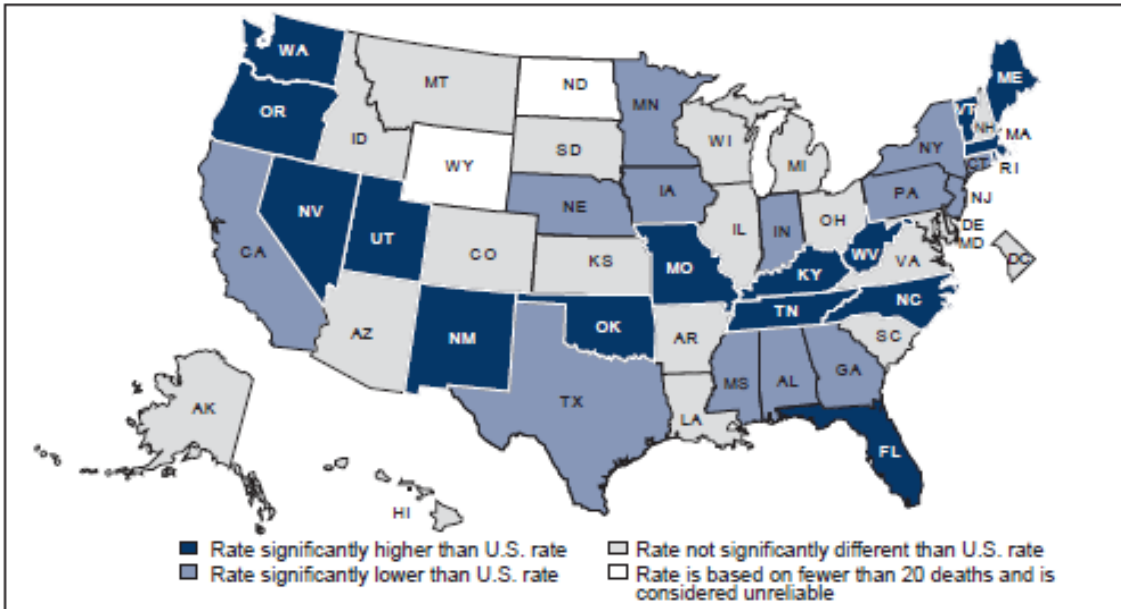 WA
ME
MT
ND
VT
OR
MN
NH
MA
ID
SD
WI
NY
MI
CT
RI
WY
PA
IA
NJ
NE
OH
NV
IL
IN
DE
MD
UT
CA
CO
KS
MO
WV
VA
DC
KY
NC
TN
AZ
OK
NM
AR
SC
MS
AL
GA
TX
AK
LA
FL
HI
Rate significantly higher than U.S. rate
Rate significantly lower than U.S. rate
Rate not significantly different than U.S. rate
Rate is based on fewer than 20 deaths and is
considered unreliable